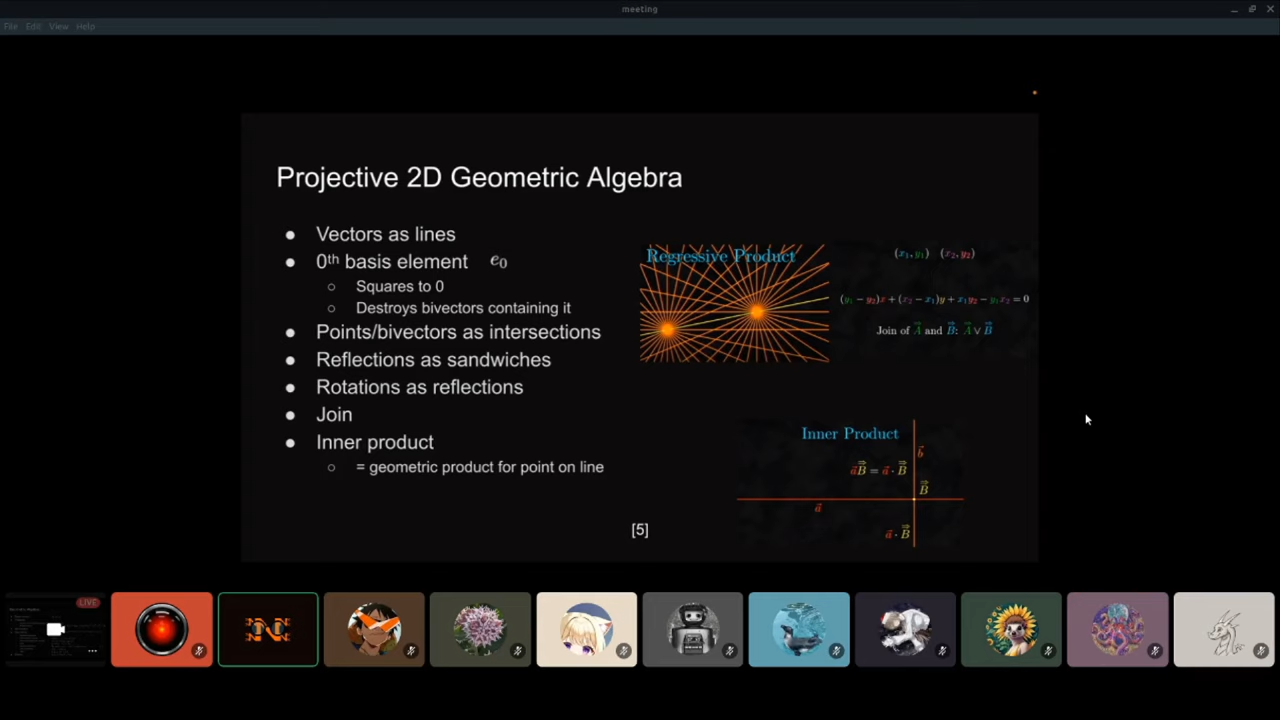 meeting
File Edit View Help
Projective 2D Geometric Algebra
● Vectors as lines
● 0th basis element e₀
○ Squares to 0
○ Destroys bivectors containing it
● Points/bivectors as intersections
● Reflections as sandwiches
● Rotations as reflections
● Join
● Inner product
○ = geometric product for point on line
[5]
Regressive Product
(x₁, y₁) (x₂, y₂)
(y₁ − y₂)x + (x₂ − x₁)y + x₁y₂ − y₁x₂ = 0
Join of A⃗ and B⃗: A⃗ ∨ B⃗
Inner Product
b⃗
a⃗B⃗ = a⃗ · B⃗
B⃗
a⃗
a⃗ · B⃗
LIVE
N